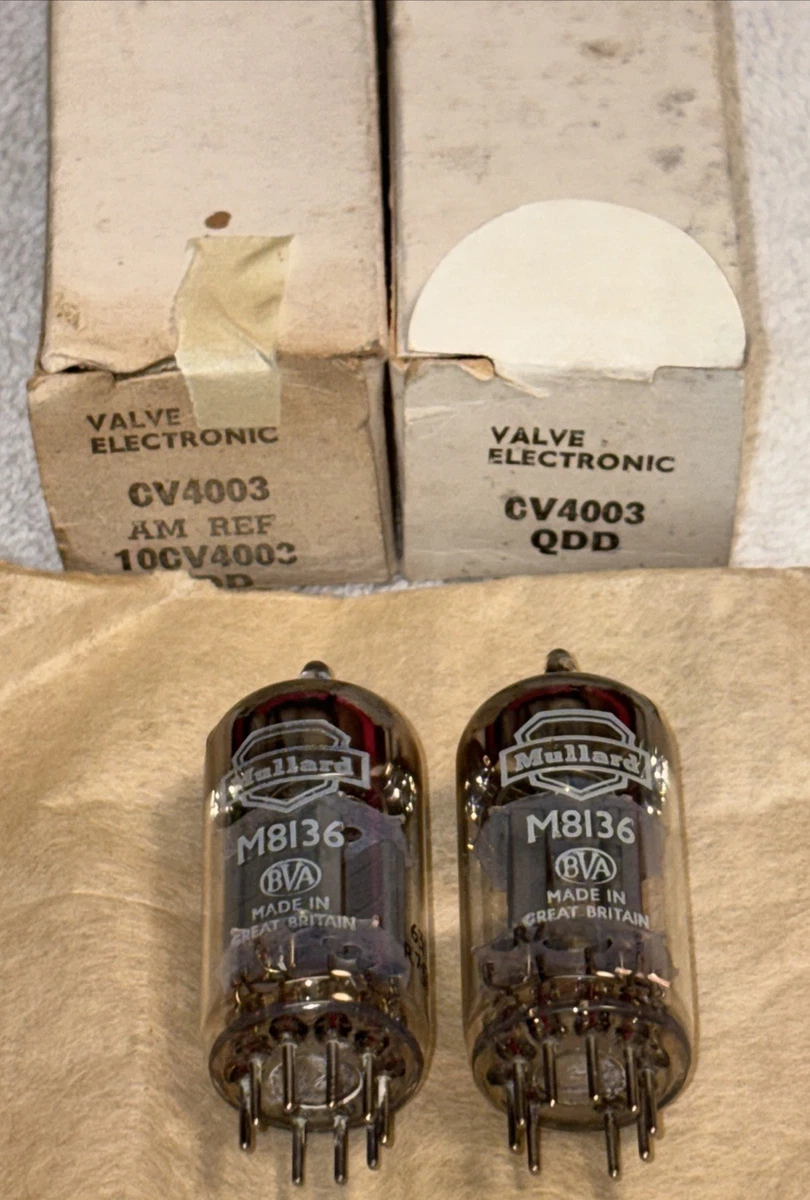 VALVE
ELECTRONIC
CV4003
AM REF
10CV4003
VALVE
ELECTRONIC
CV4003
QDD
Mullard
M8136
BVA
MADE IN
GREAT BRITAIN
Mullard
M8136
BVA
MADE IN
GREAT BRITAIN